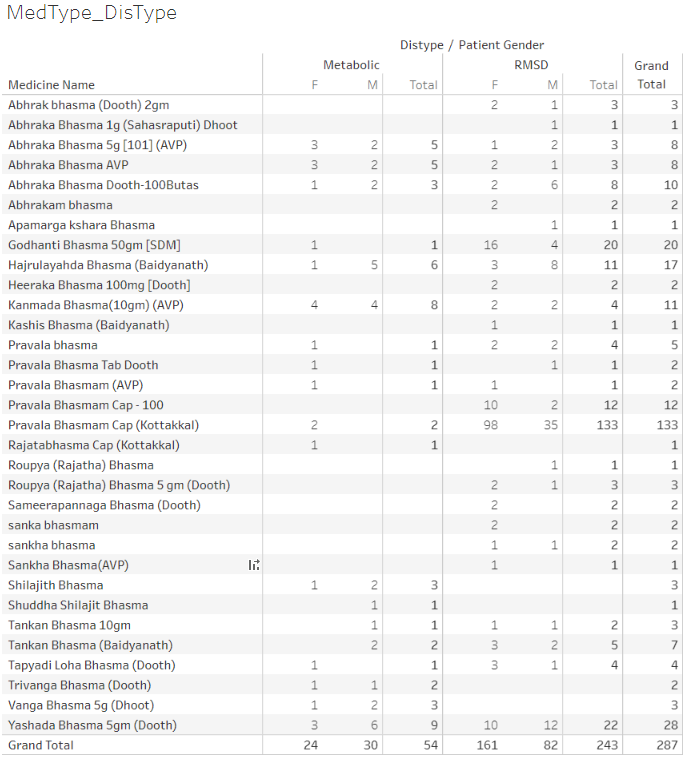 MedType_DisType
Distype / Patient Gender
Metabolic RMSD Grand Total
Medicine Name F M Total F M Total
Abhrak bhasma (Dooth) 2gm 2 1 3 3
Abhraka Bhasma 1g (Sahasraputi) Dhoot 1 1 1
Abhraka Bhasma 5g [101] (AVP) 3 2 5 1 2 3 8
Abhraka Bhasma AVP 3 2 5 2 1 3 8
Abhraka Bhasma Dooth-100Butas 1 2 3 2 6 8 10
Abhrakam bhasma 2 2 2
Apamarga kshara Bhasma 1 1 1
Godhanti Bhasma 50gm [SDM] 1 1 16 4 20 20
Hajrulayahda Bhasma (Baidyanath) 1 5 6 3 8 11 17
Heeraka Bhasma 100mg [Dooth] 2 2 2
Kanmada Bhasma(10gm) (AVP) 4 4 8 2 2 4 11
Kashis Bhasma (Baidyanath) 1 1 1
Pravala bhasma 1 1 2 2 4 5
Pravala Bhasma Tab Dooth 1 1 1 1 2
Pravala Bhasmam (AVP) 1 1 1 1 2
Pravala Bhasmam Cap - 100 10 2 12 12
Pravala Bhasmam Cap (Kottakkal) 2 2 98 35 133 133
Rajatabhasma Cap (Kottakkal) 1 1 1
Roupya (Rajatha) Bhasma 1 1 1
Roupya (Rajatha) Bhasma 5 gm (Dooth) 2 1 3 3
Sameerapannaga Bhasma (Dooth) 2 2 2
sanka bhasmam 2 2 2
sankha bhasma 1 1 2 2
Sankha Bhasma(AVP) 1 1 1
Shilajith Bhasma 1 2 3 3
Shuddha Shilajit Bhasma 1 1 1
Tankan Bhasma 10gm 1 1 1 1 2 3
Tankan Bhasma (Baidyanath) 2 2 3 2 5 7
Tapyadi Loha Bhasma (Dooth) 1 1 3 1 4 4
Trivanga Bhasma (Dooth) 1 1 2 2
Vanga Bhasma 5g (Dhoot) 1 2 3 3
Yashada Bhasma 5gm (Dooth) 3 6 9 10 12 22 28
Grand Total 24 30 54 161 82 243 287